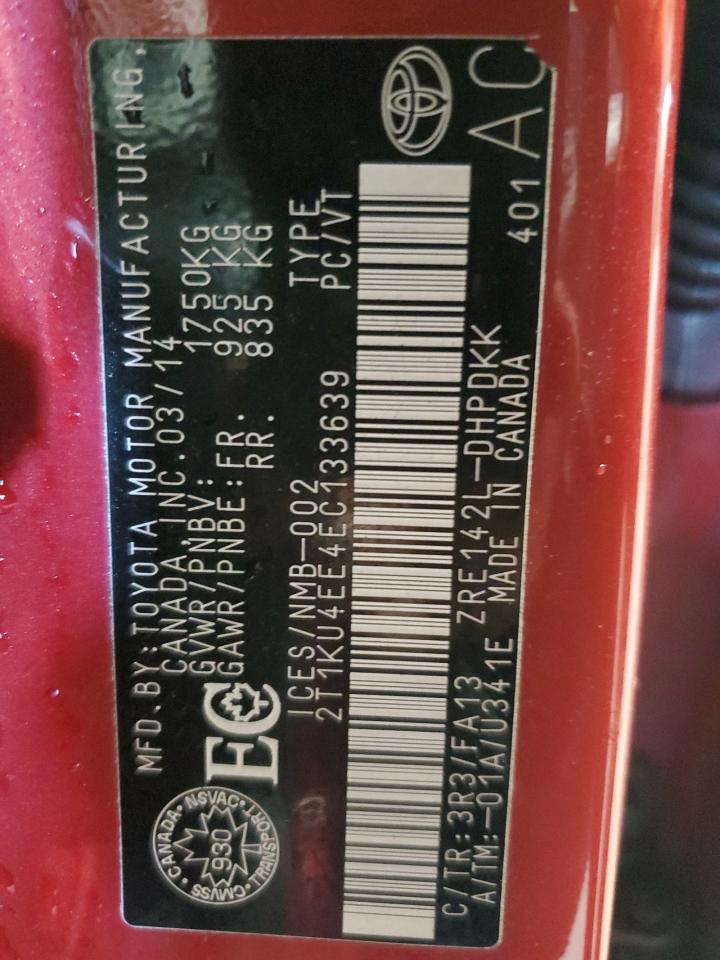 MFD.BY:TOYOTA MOTOR MANUFACTURING,
CANADA INC.03/14
GVWR/PNBV: 1750KG
GAWR/PNBE:FR. 925 KG
RR. 835 KG
EC
ICES/NMB-002 TYPE
2T1KU4EE4EC133639 PC/VT
CANADA • NSVAC • TRANSPORT • CMVSS
930
C/TR:3R3/FA13 ZRE142L-DHPDKK 401
A/TM:-01A/U341E MADE IN CANADA
AC